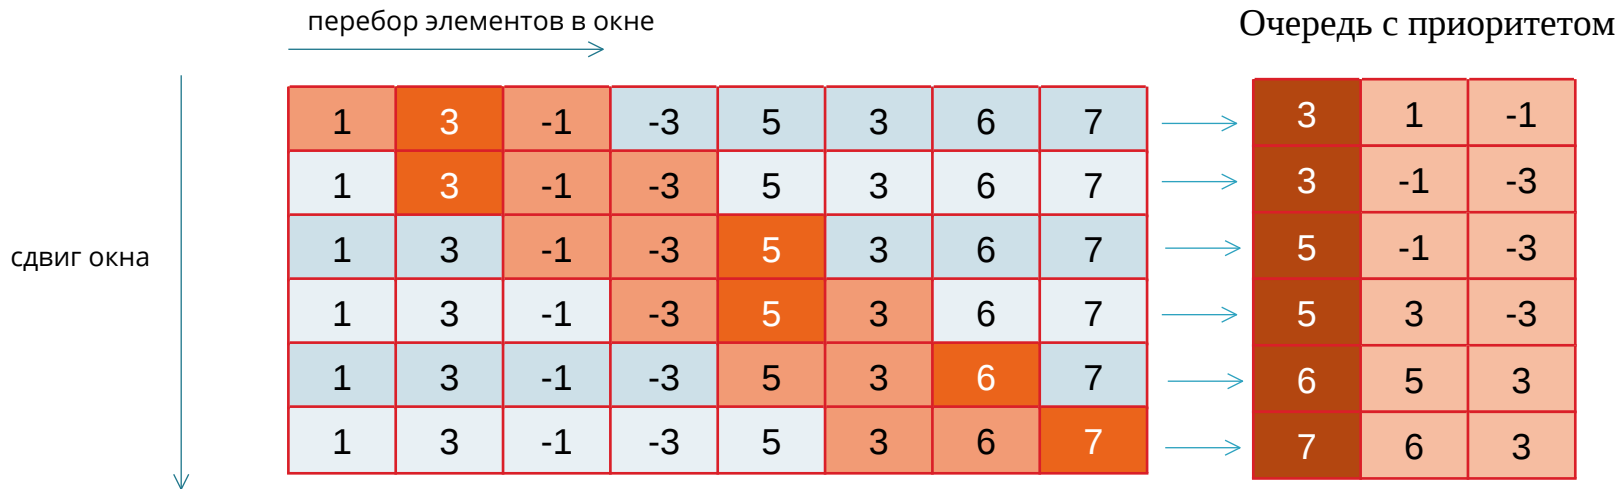 перебор элементов в окне
Очередь с приоритетом
1 3 -1 -3 5 3 6 7 3 1 -1
1 3 -1 -3 5 3 6 7 3 -1 -3
сдвиг окна
1 3 -1 -3 5 3 6 7 5 -1 -3
1 3 -1 -3 5 3 6 7 5 3 -3
1 3 -1 -3 5 3 6 7 6 5 3
1 3 -1 -3 5 3 6 7 7 6 3